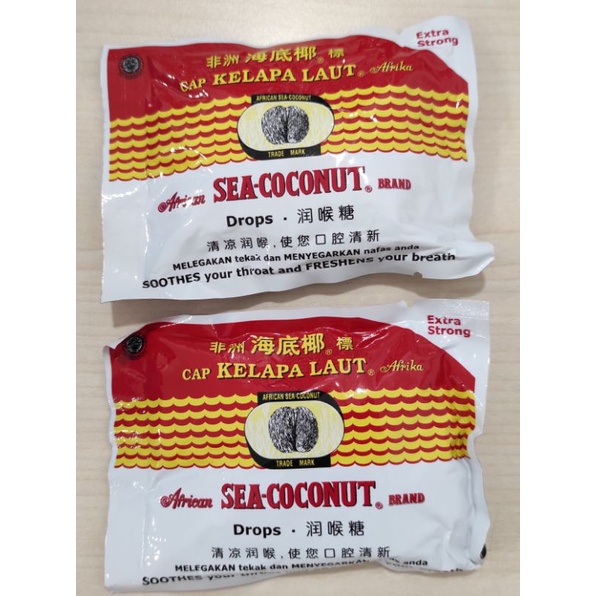 Extra
Strong
非洲 海底椰® 標
CAP KELAPA LAUT® Afrika
AFRICAN SEA-COCONUT
TRADE MARK
African SEA-COCONUT® BRAND
Drops · 润喉糖
清凉润喉,使您口腔清新
MELEGAKAN tekak dan MENYEGARKAN nafas anda
SOOTHES your throat and FRESHENS your breath
Extra
Strong
非洲 海底椰® 標
CAP KELAPA LAUT® Afrika
AFRICAN SEA-COCONUT
TRADE MARK
African SEA-COCONUT® BRAND
Drops · 润喉糖
清凉润喉,使您口腔清新
MELEGAKAN tekak dan MENYEGARKAN anda
SOOTHES your breath